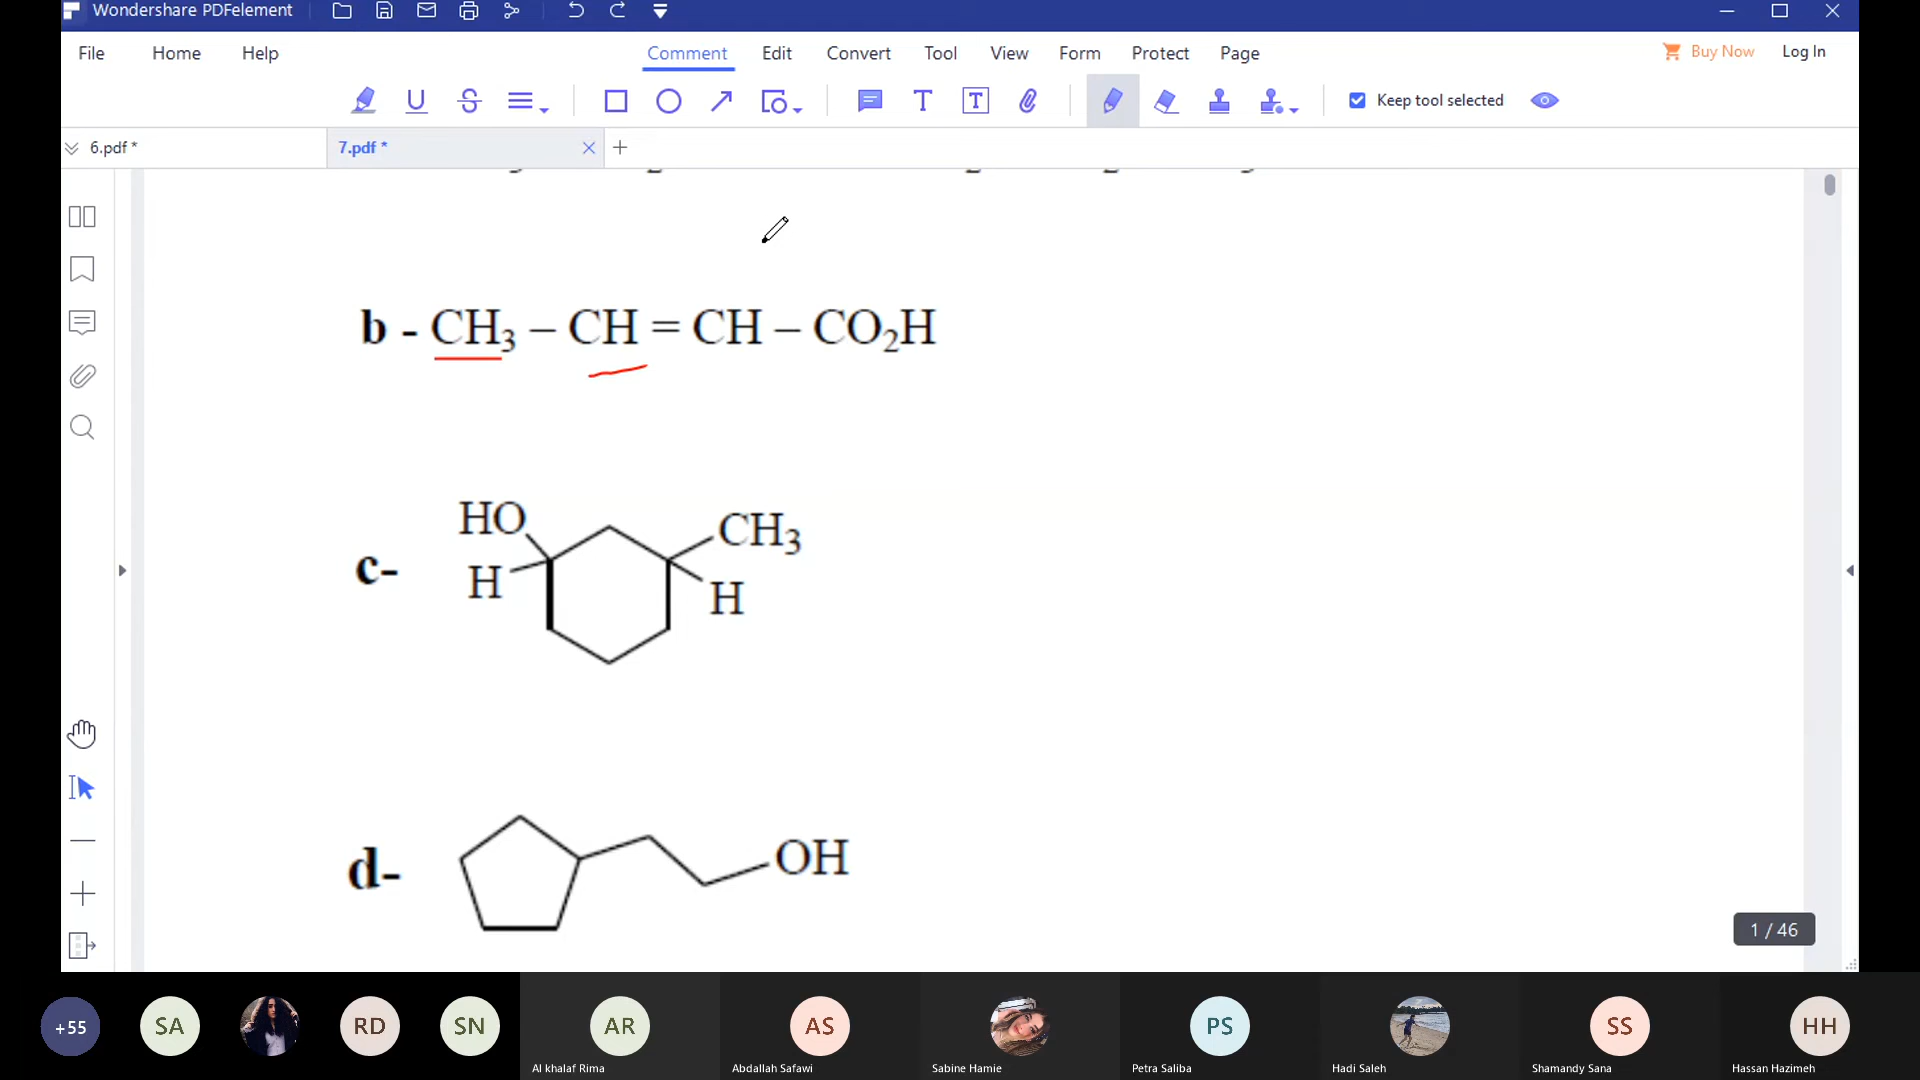 Wondershare PDFelement
File Home Help Comment Edit Convert Tool View Form Protect Page Buy Now Log In
Keep tool selected
6.pdf * 7.pdf *
b - CH₃ – CH = CH – CO₂H
HO CH₃
c-
H H
d- OH
1 / 46
+55 SA RD SN AR AS PS SS HH
Al khalaf Rima Abdallah Safawi Sabine Hamie Petra Saliba Hadi Saleh Shamandy Sana Hassan Hazimeh